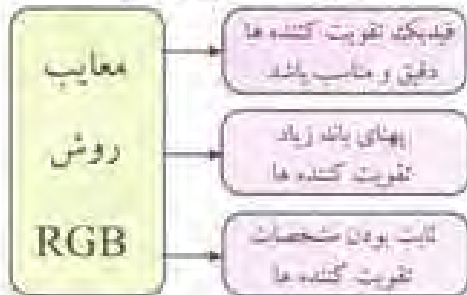 معایب
روش
RGB
فیدبک تقویت کننده ها
دقیق و مناسب باشد
پهنای باند زیاد
تقویت کننده ها
ثابت بودن مشخصات
تقویت کننده ها